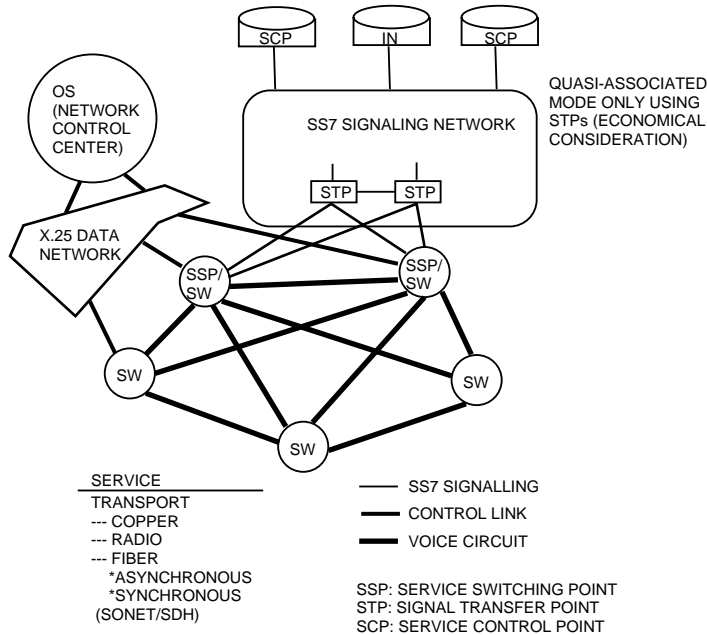 SCP
IN
SCP
OS
(NETWORK
CONTROL
CENTER)
QUASI-ASSOCIATED
MODE ONLY USING
STPs (ECONOMICAL
CONSIDERATION)
SS7 SIGNALING NETWORK
STP
STP
X.25 DATA
NETWORK
SSP/
SW
SSP/
SW
SW
SW
SW
SERVICE
TRANSPORT
--- COPPER
--- RADIO
--- FIBER
*ASYNCHRONOUS
*SYNCHRONOUS
(SONET/SDH)
SS7 SIGNALLING
CONTROL LINK
VOICE CIRCUIT
SSP: SERVICE SWITCHING POINT
STP: SIGNAL TRANSFER POINT
SCP: SERVICE CONTROL POINT